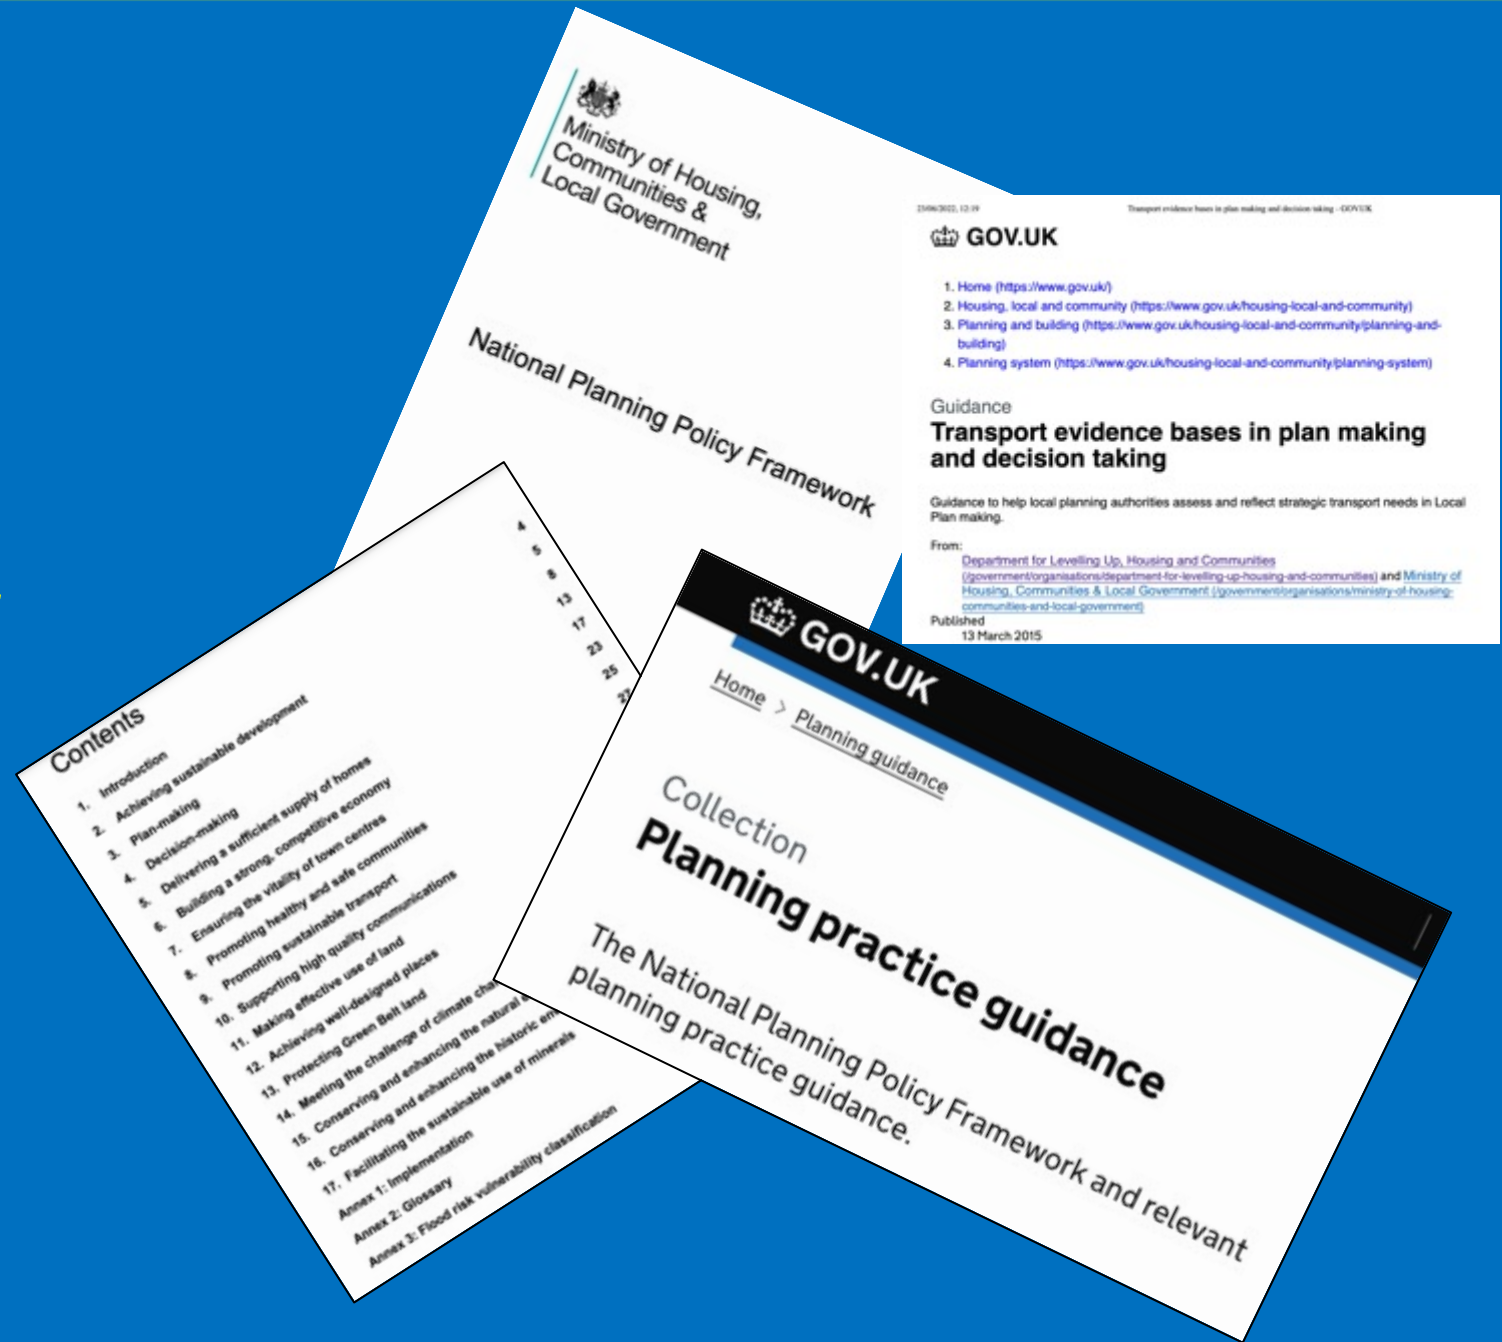 Ministry of Housing,
Communities &
Local Government
National Planning Policy Framework
23/06/2022, 12:19
Transport evidence bases in plan making and decision taking - GOV.UK
GOV.UK
1. Home (https://www.gov.uk/)
2. Housing, local and community (https://www.gov.uk/housing-local-and-community)
3. Planning and building (https://www.gov.uk/housing-local-and-community/planning-and-
building)
4. Planning system (https://www.gov.uk/housing-local-and-community/planning-system)
Guidance
Transport evidence bases in plan making
and decision taking
Guidance to help local planning authorities assess and reflect strategic transport needs in Local
Plan making.
From:
Department for Levelling Up, Housing and Communities
(/government/organisations/department-for-levelling-up-housing-and-communities) and Ministry of
Housing, Communities & Local Government (/government/organisations/ministry-of-housing-
communities-and-local-government)
Published
13 March 2015
Contents
1. Introduction
4
2. Achieving sustainable development
5
3. Plan-making
8
4. Decision-making
13
5. Delivering a sufficient supply of homes
17
6. Building a strong, competitive economy
23
7. Ensuring the vitality of town centres
25
8. Promoting healthy and safe communities
27
9. Promoting sustainable transport
10. Supporting high quality communications
11. Making effective use of land
12. Achieving well-designed places
13. Protecting Green Belt land
14. Meeting the challenge of climate
15. Conserving and enhancing the natural
16. Conserving and enhancing the historic
17. Facilitating the sustainable use of minerals
Annex 1: Implementation
Annex 2: Glossary
Annex 3: Flood risk vulnerability classification
GOV.UK
Home > Planning guidance
Collection
Planning practice guidance
The National Planning Policy Framework and relevant
planning practice guidance.